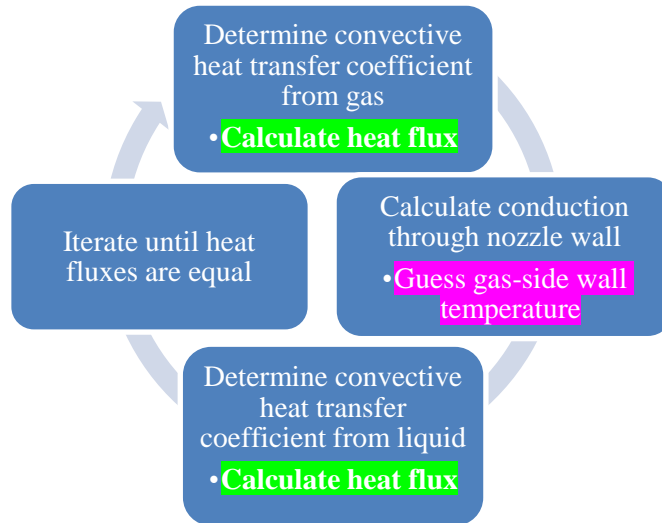 Determine convective
heat transfer coefficient
from gas
•Calculate heat flux
Calculate conduction
through nozzle wall
•Guess gas-side wall
temperature
Determine convective
heat transfer
coefficient from liquid
•Calculate heat flux
Iterate until heat
fluxes are equal